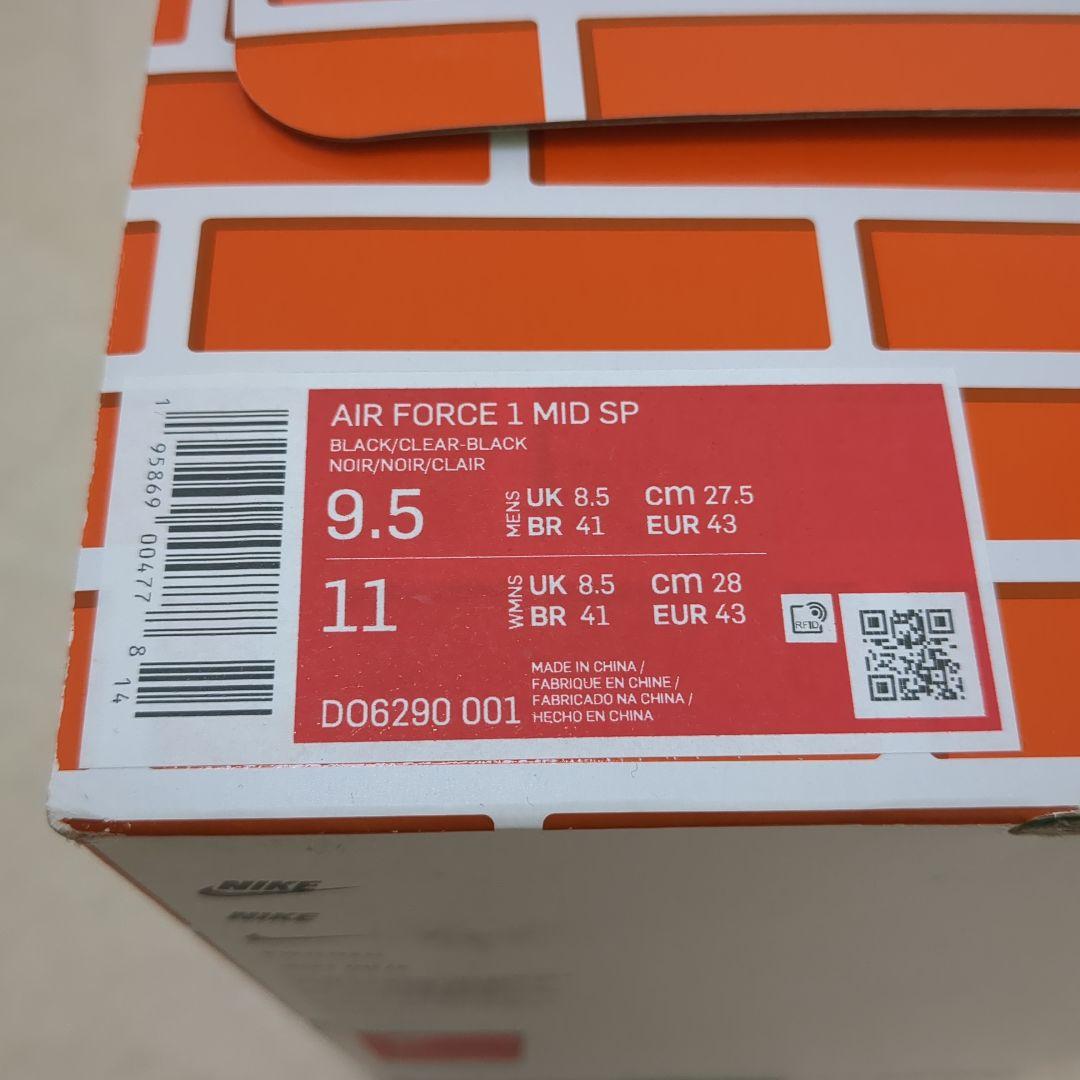 AIR FORCE 1 MID SP
BLACK/CLEAR-BLACK
NOIR/NOIR/CLAIR
9.5
MENS
UK 8.5 cm 27.5
BR 41 EUR 43
11
WMNS
UK 8.5 cm 28
BR 41 EUR 43
RFID
MADE IN CHINA /
FABRIQUE EN CHINE /
FABRICADO NA CHINA /
HECHO EN CHINA
DO6290 001
1 95869 00477 8 14
NIKE
NIKE